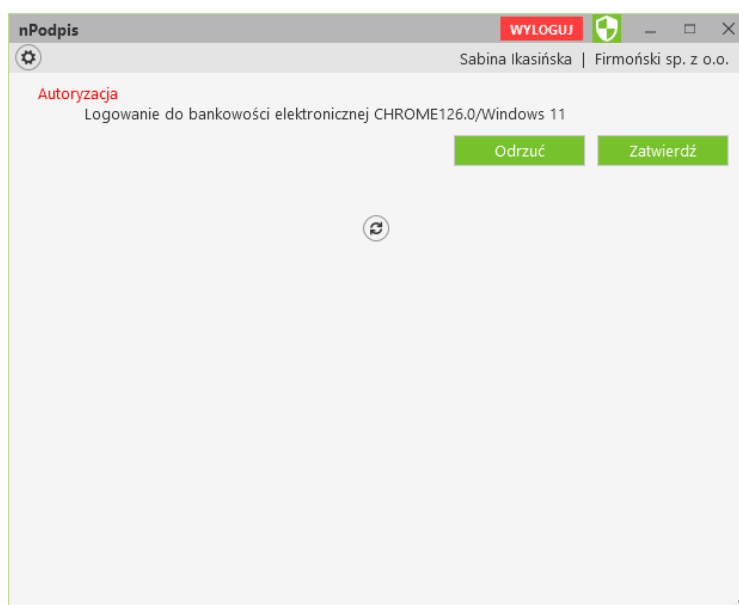 nPodpis WYLOGUJ
Sabina Ikasińska | Firmoński sp. z o.o.
Autoryzacja
Logowanie do bankowości elektronicznej CHROME126.0/Windows 11
Odrzuć Zatwierdź